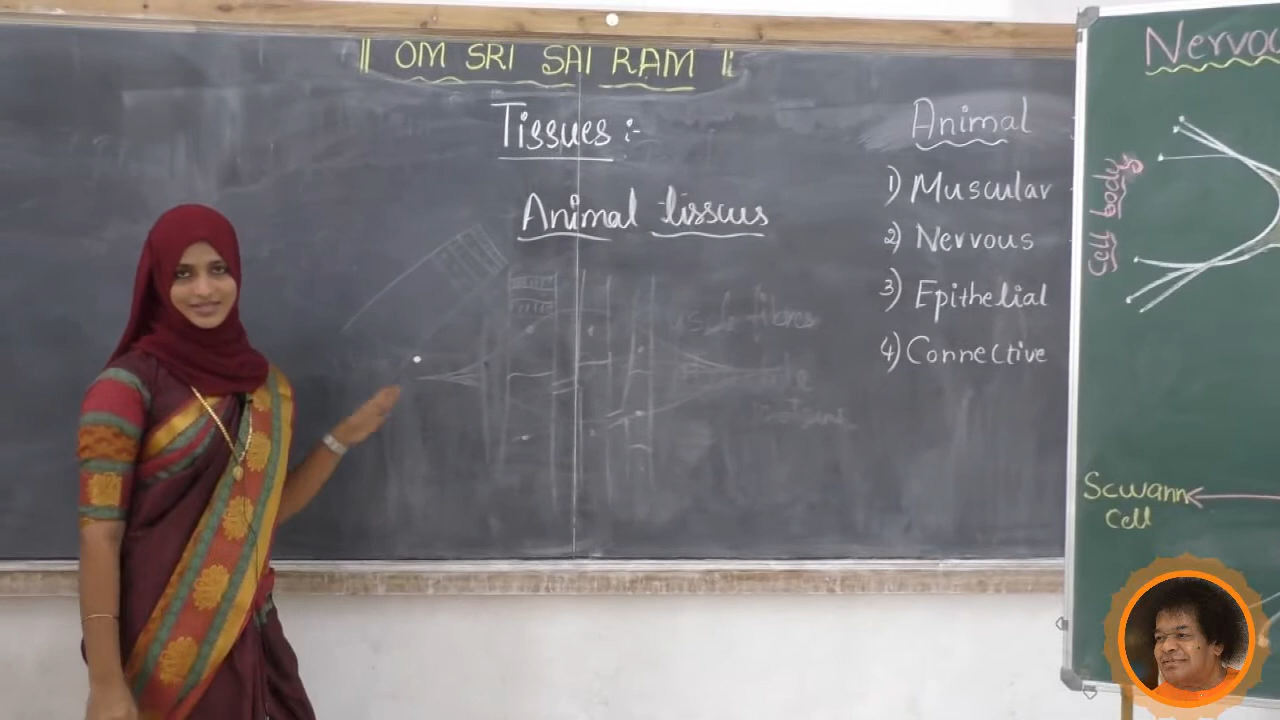 || OM SRI SAI RAM ||
Tissues :-
Animal tissues
Animal
1) Muscular
2) Nervous
3) Epithelial
4) Connective
Cell body
Scwann
Cell